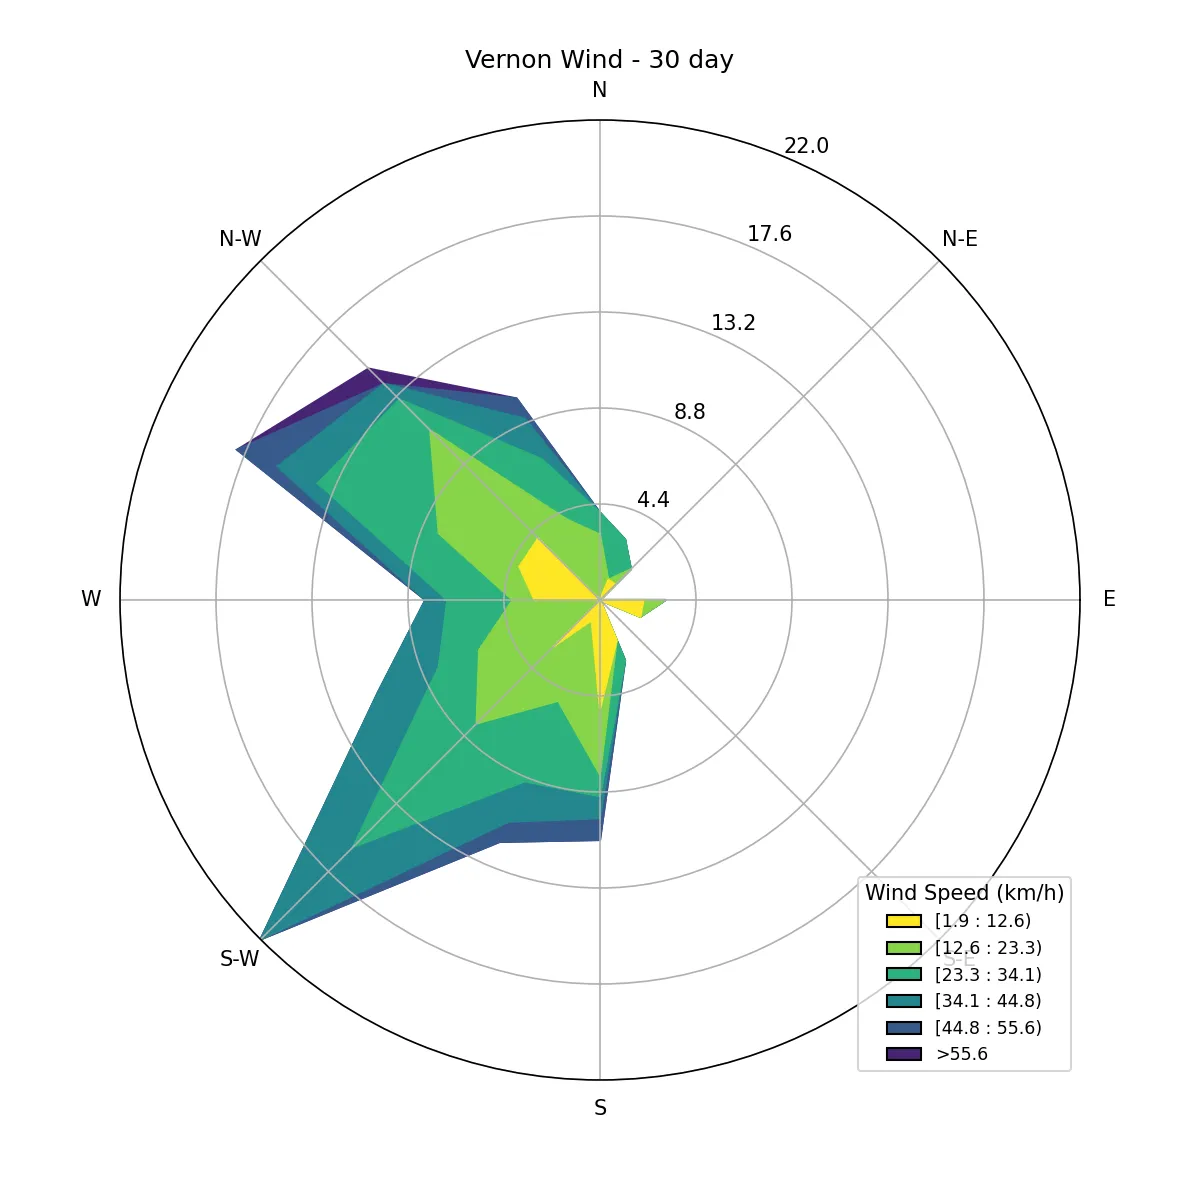 Vernon Wind - 30 day
N
22.0
17.6
N-W
N-E
13.2
8.8
4.4
W
E
S-W
S-E
Wind Speed (km/h)
[1.9 : 12.6)
[12.6 : 23.3)
[23.3 : 34.1)
[34.1 : 44.8)
[44.8 : 55.6)
>55.6
S